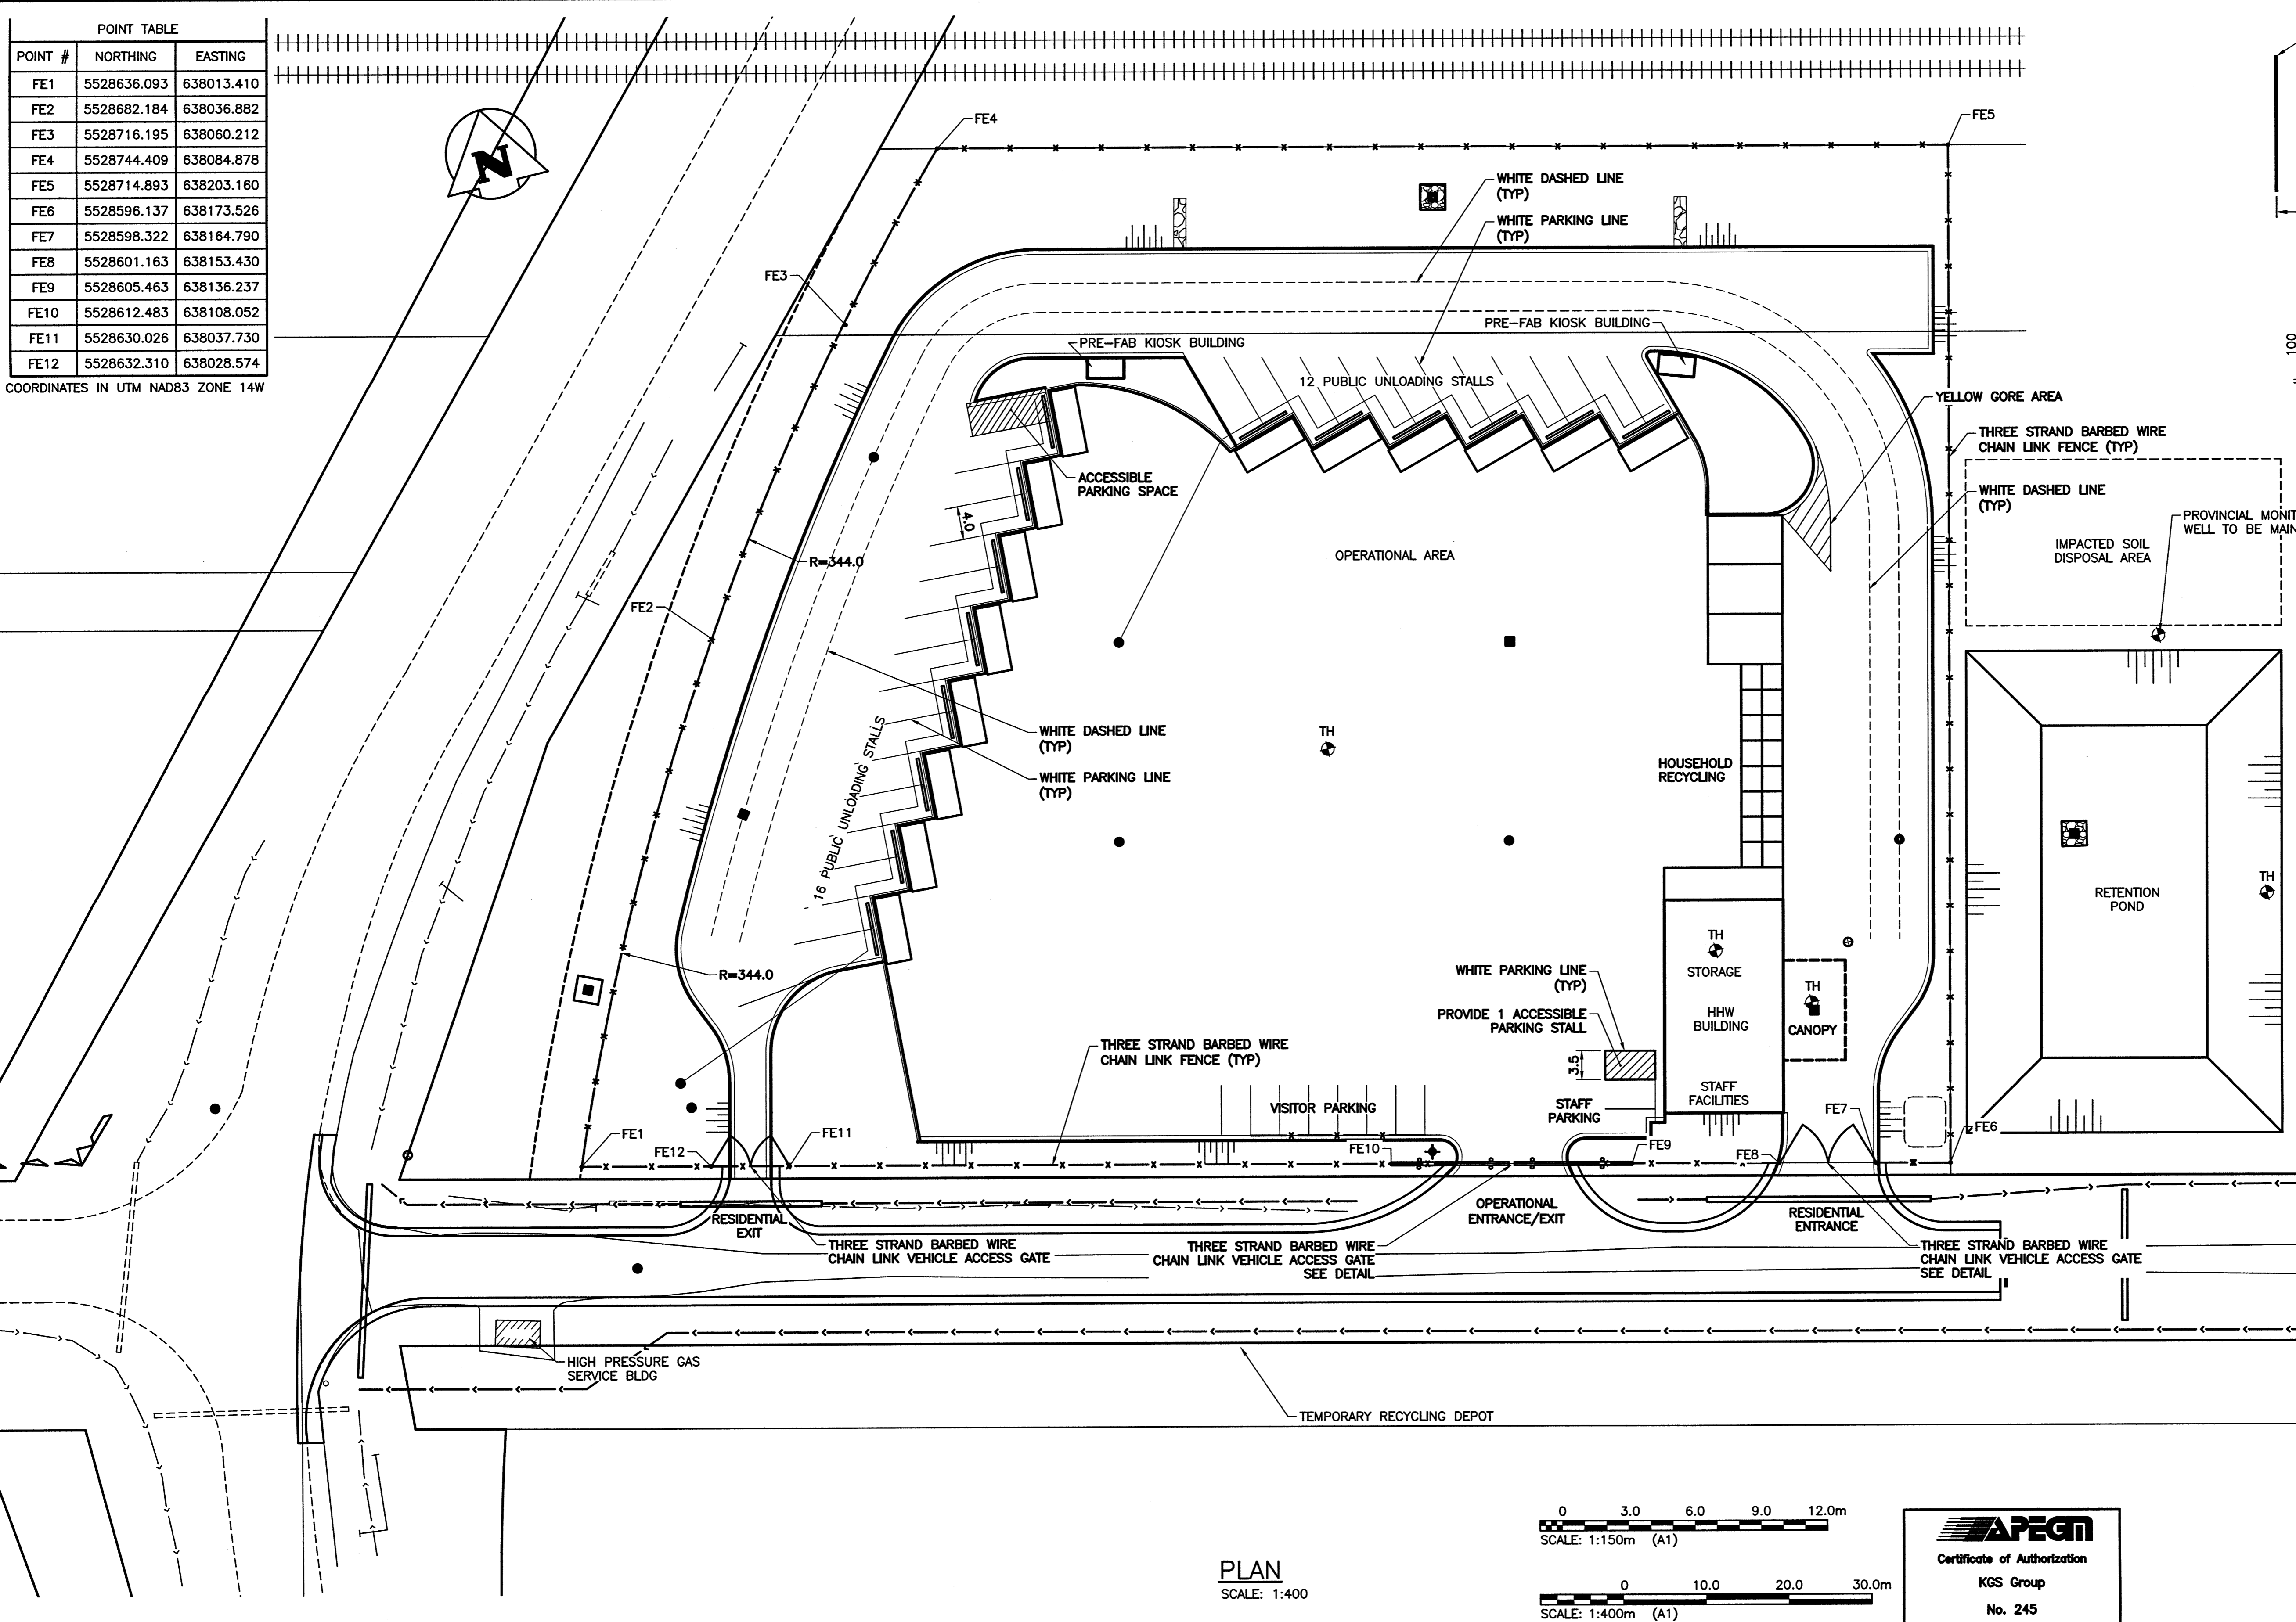 POINT TABLE
POINT # NORTHING EASTING
FE1 5528636.093 638013.410
FE2 5528682.184 638036.882
FE3 5528716.195 638060.212
FE4 5528744.409 638084.878
FE5 5528714.893 638203.160
FE6 5528596.137 638173.526
FE7 5528598.322 638164.790
FE8 5528601.163 638153.430
FE9 5528605.463 638136.237
FE10 5528612.483 638108.052
FE11 5528630.026 638037.730
FE12 5528632.310 638028.574
COORDINATES IN UTM NAD83 ZONE 14W
N
FE4
FE5
WHITE DASHED LINE
(TYP)
WHITE PARKING LINE
(TYP)
FE3
PRE-FAB KIOSK BUILDING
PRE-FAB KIOSK BUILDING
100
12 PUBLIC UNLOADING STALLS
YELLOW GORE AREA
THREE STRAND BARBED WIRE
CHAIN LINK FENCE (TYP)
ACCESSIBLE
PARKING SPACE
WHITE DASHED LINE
(TYP)
4.0
PROVINCIAL MONIT
WELL TO BE MAIN
IMPACTED SOIL
DISPOSAL AREA
OPERATIONAL AREA
R=344.0
FE2
WHITE DASHED LINE
(TYP)
WHITE PARKING LINE
(TYP)
16 PUBLIC UNLOADING STALLS
TH
HOUSEHOLD
RECYCLING
TH
RETENTION
POND
R=344.0
TH
STORAGE
WHITE PARKING LINE
(TYP)
TH
PROVIDE 1 ACCESSIBLE
PARKING STALL
HHW
BUILDING
CANOPY
3.5
THREE STRAND BARBED WIRE
CHAIN LINK FENCE (TYP)
STAFF
FACILITIES
VISITOR PARKING
STAFF
PARKING
FE7
FE1
FE12
FE11
FE10
FE9
FE8
FE6
RESIDENTIAL
EXIT
OPERATIONAL
ENTRANCE/EXIT
RESIDENTIAL
ENTRANCE
THREE STRAND BARBED WIRE
CHAIN LINK VEHICLE ACCESS GATE
THREE STRAND BARBED WIRE
CHAIN LINK VEHICLE ACCESS GATE
SEE DETAIL
THREE STRAND BARBED WIRE
CHAIN LINK VEHICLE ACCESS GATE
SEE DETAIL
HIGH PRESSURE GAS
SERVICE BLDG
TEMPORARY RECYCLING DEPOT
PLAN
SCALE: 1:400
0 3.0 6.0 9.0 12.0m
SCALE: 1:150m (A1)
0 10.0 20.0 30.0m
SCALE: 1:400m (A1)
APEGM
Certificate of Authorization
KGS Group
No. 245